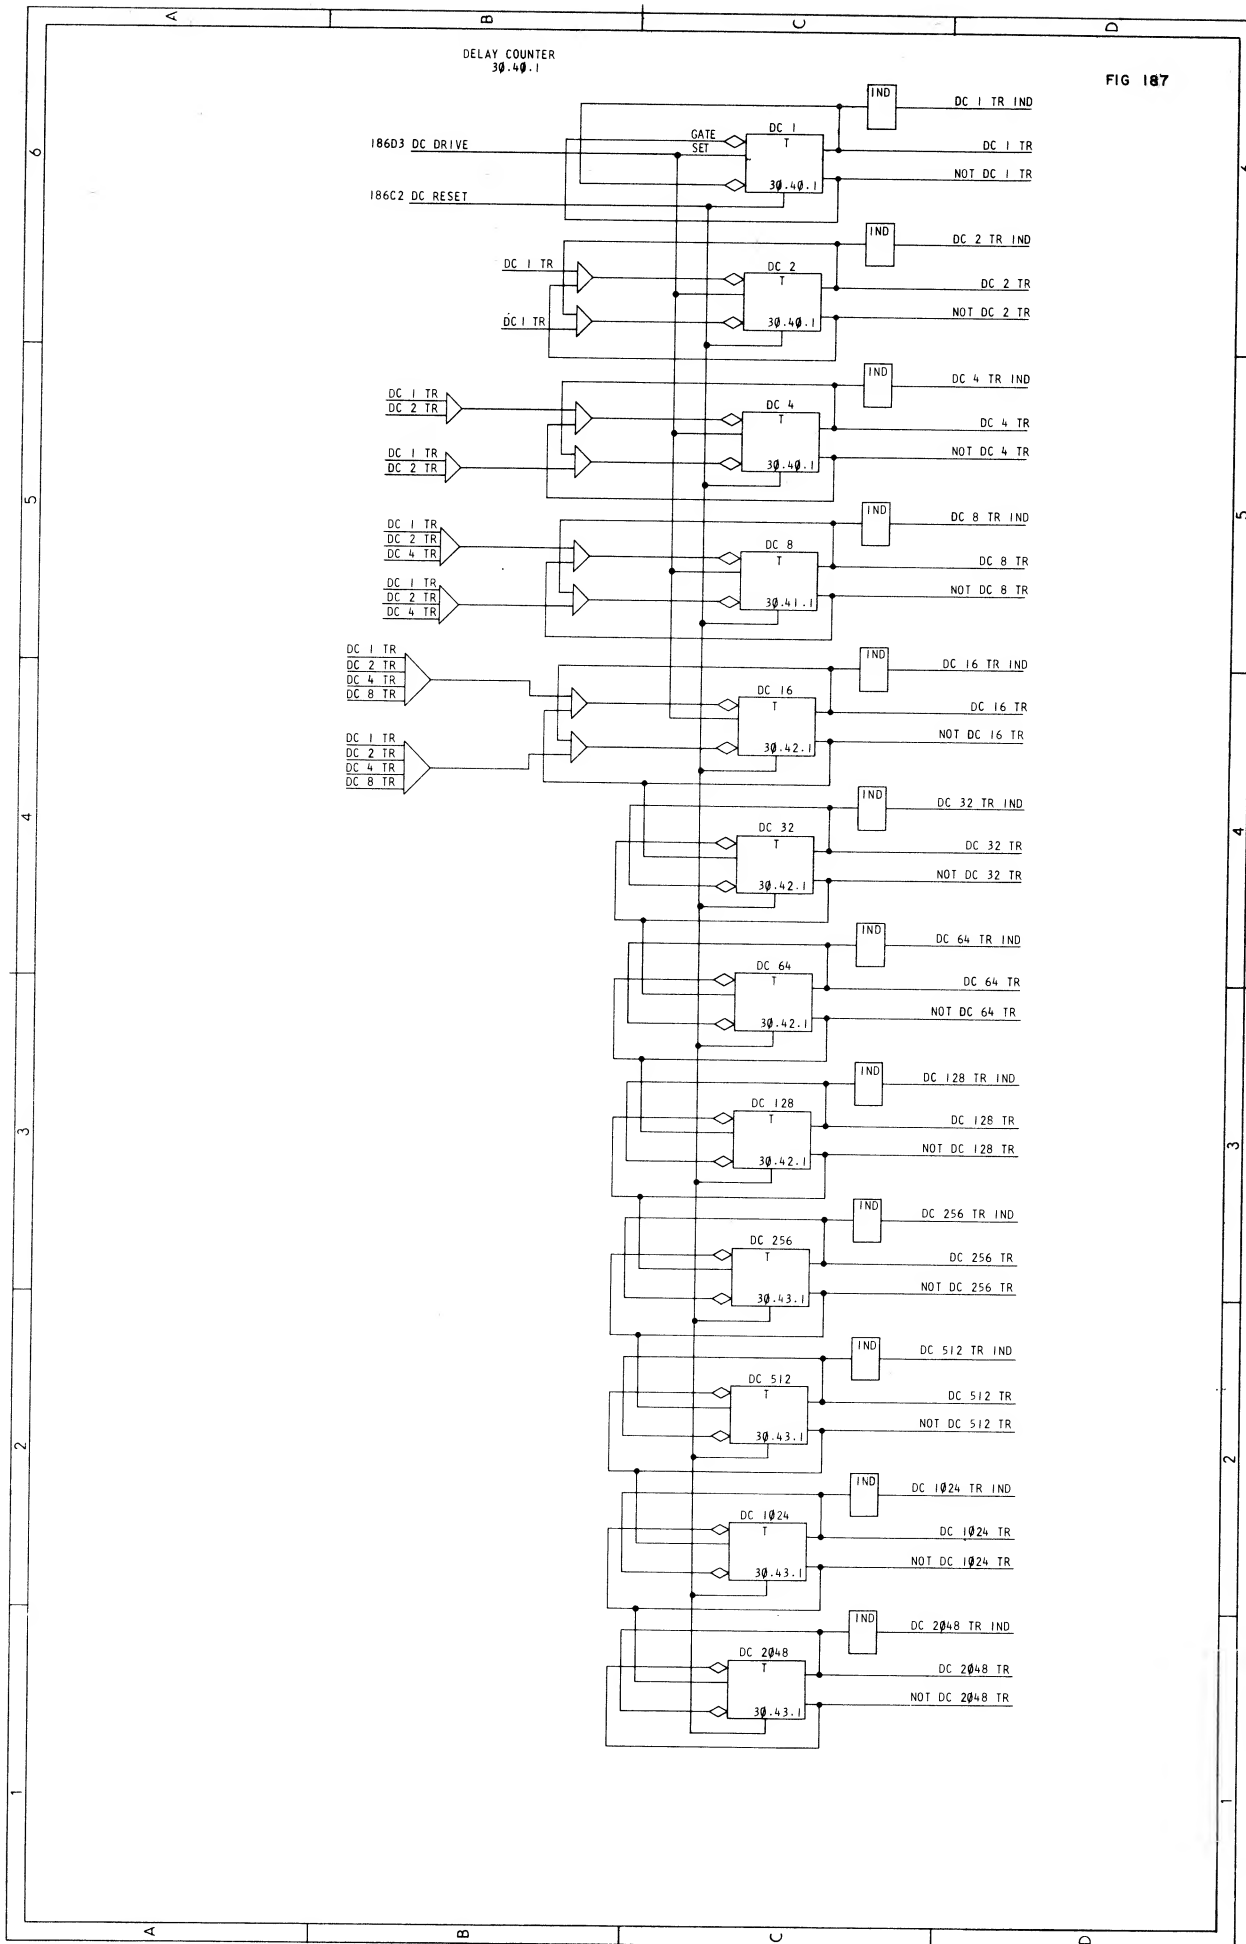 A B C D
DELAY COUNTER
30.40.1
FIG 187
IND
DC 1 TR IND
DC 1
GATE
T
186D3 DC DRIVE
SET
DC 1 TR
30.40.1
NOT DC 1 TR
186C2 DC RESET
6
6
IND
DC 2 TR IND
DC 1 TR
DC 2
T
DC 2 TR
DC 1 TR
30.40.1
NOT DC 2 TR
IND
DC 4 TR IND
DC 1 TR
DC 2 TR
DC 4
T
DC 4 TR
DC 1 TR
DC 2 TR
30.40.1
NOT DC 4 TR
5
5
IND
DC 8 TR IND
DC 1 TR
DC 2 TR
DC 4 TR
DC 8
T
DC 8 TR
DC 1 TR
DC 2 TR
DC 4 TR
30.41.1
NOT DC 8 TR
IND
DC 16 TR IND
DC 1 TR
DC 2 TR
DC 4 TR
DC 8 TR
DC 16
T
DC 16 TR
DC 1 TR
DC 2 TR
DC 4 TR
DC 8 TR
30.42.1
NOT DC 16 TR
4
4
IND
DC 32 TR IND
DC 32
T
DC 32 TR
30.42.1
NOT DC 32 TR
IND
DC 64 TR IND
DC 64
T
DC 64 TR
30.42.1
NOT DC 64 TR
3
3
IND
DC 128 TR IND
DC 128
T
DC 128 TR
30.42.1
NOT DC 128 TR
IND
DC 256 TR IND
DC 256
T
DC 256 TR
30.43.1
NOT DC 256 TR
2
2
IND
DC 512 TR IND
DC 512
T
DC 512 TR
30.43.1
NOT DC 512 TR
IND
DC 1024 TR IND
DC 1024
T
DC 1024 TR
30.43.1
NOT DC 1024 TR
1
1
IND
DC 2048 TR IND
DC 2048
T
DC 2048 TR
30.43.1
NOT DC 2048 TR
A B C D